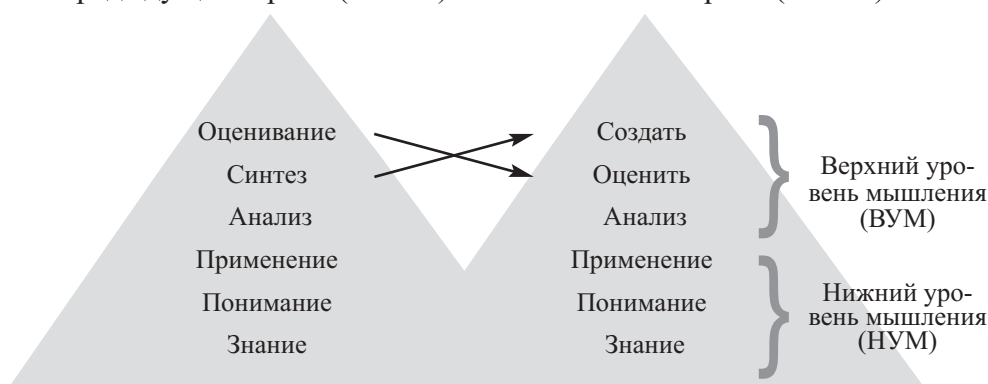 Оценивание
Синтез
Анализ
Применение
Понимание
Знание
Создать
Оценить
Анализ
Применение
Понимание
Знание
Верхний уро-
вень мышления
(ВУМ)
Нижний уро-
вень мышления
(НУМ)